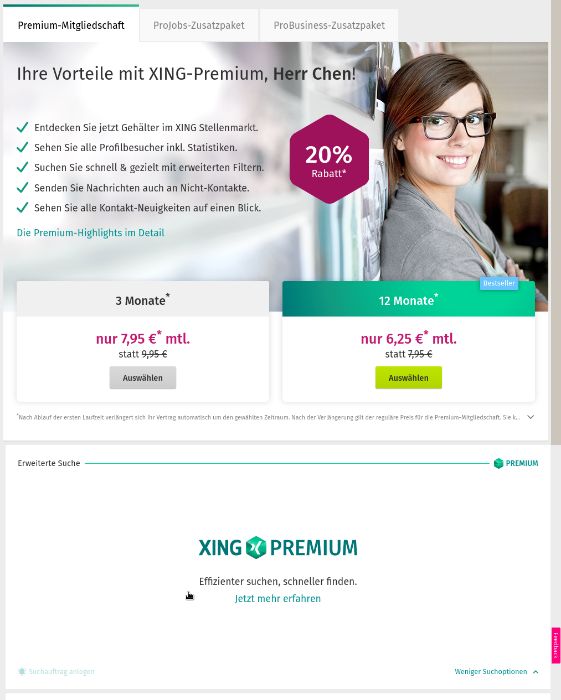 Premium-Mitgliedschaft
ProJobs-Zusatzpaket
ProBusiness-Zusatzpaket
Ihre Vorteile mit XING-Premium, Herr Chen!
Entdecken Sie jetzt Gehälter im XING Stellenmarkt.
Sehen Sie alle Profilbesucher inkl. Statistiken.
Suchen Sie schnell & gezielt mit erweiterten Filtern.
Senden Sie Nachrichten auch an Nicht-Kontakte.
Sehen Sie alle Kontakt-Neuigkeiten auf einen Blick.
Die Premium-Highlights im Detail
20%
Rabatt*
3 Monate*
nur 7,95 €* mtl.
statt 9,95 €
Auswählen
Bestseller
12 Monate*
nur 6,25 €* mtl.
statt 7,95 €
Auswählen
*Nach Ablauf der ersten Laufzeit verlängert sich Ihr Vertrag automatisch um den gewählten Zeitraum. Nach der Verlängerung gilt der reguläre Preis für die Premium-Mitgliedschaft. Sie k...
Erweiterte Suche
PREMIUM
XING PREMIUM
Effizienter suchen, schneller finden.
Jetzt mehr erfahren
Feedback
Suchauftrag anlegen
Weniger Suchoptionen